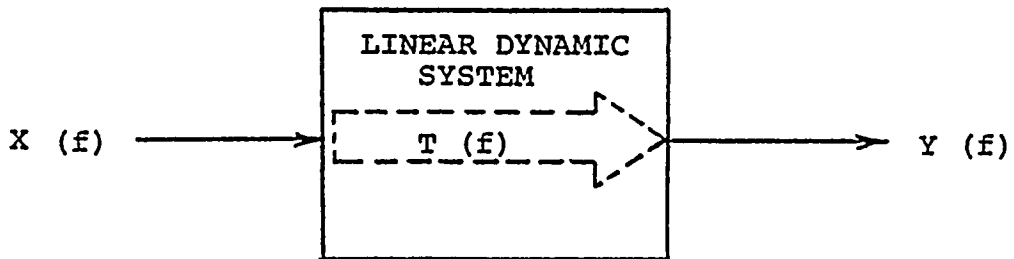 LINEAR DYNAMIC
SYSTEM
X (f)
T (f)
Y (f)